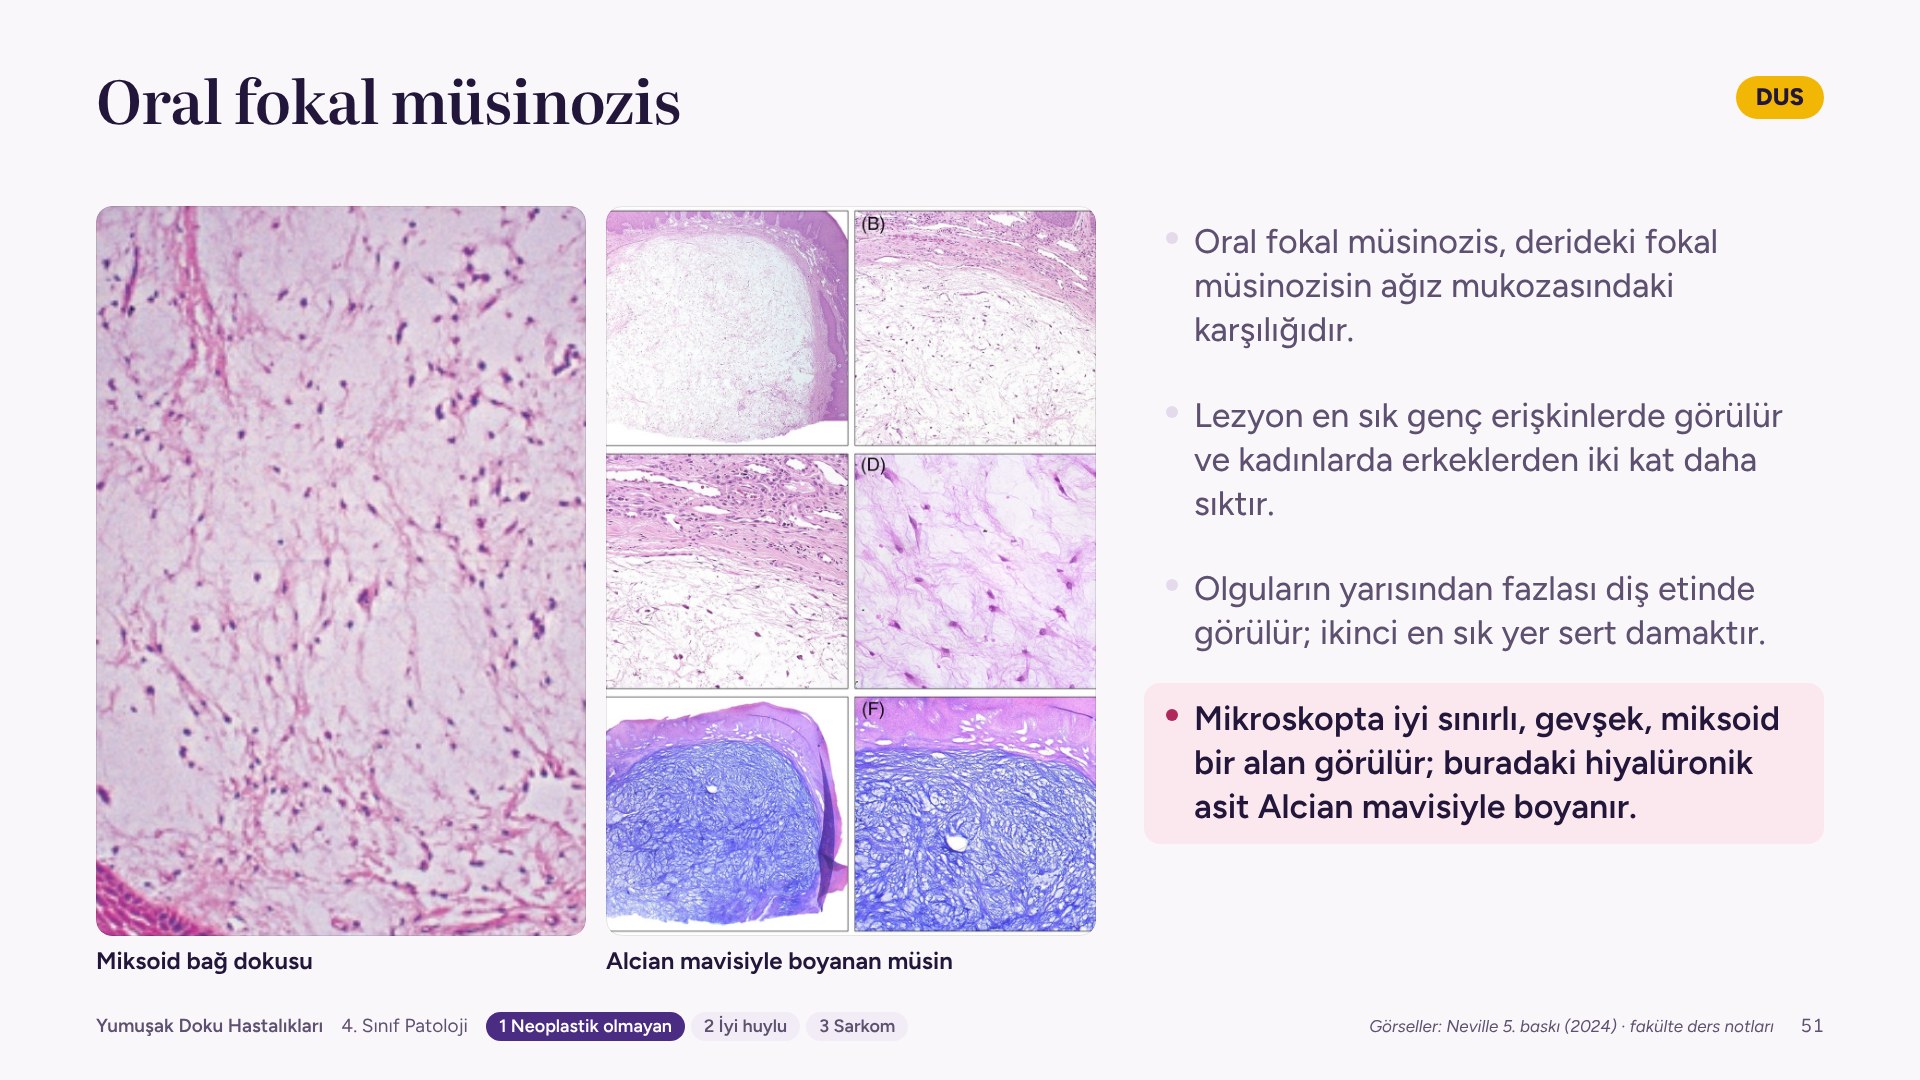 Oral fokal müsinozis
DUS
(B)
(D)
(F)
Miksoid bağ dokusu
Alcian mavisiyle boyanan müsin
Oral fokal müsinozis, derideki fokal
müsinozisin ağız mukozasındaki
karşılığıdır.
Lezyon en sık genç erişkinlerde görülür
ve kadınlarda erkeklerden iki kat daha
sıktır.
Olguların yarısından fazlası diş etinde
görülür; ikinci en sık yer sert damaktır.
Mikroskopta iyi sınırlı, gevşek, miksoid
bir alan görülür; buradaki hiyalüronik
asit Alcian mavisiyle boyanır.
Yumuşak Doku Hastalıkları 4. Sınıf Patoloji 1 Neoplastik olmayan 2 İyi huylu 3 Sarkom
Görseller: Neville 5. baskı (2024) · fakülte ders notları 51